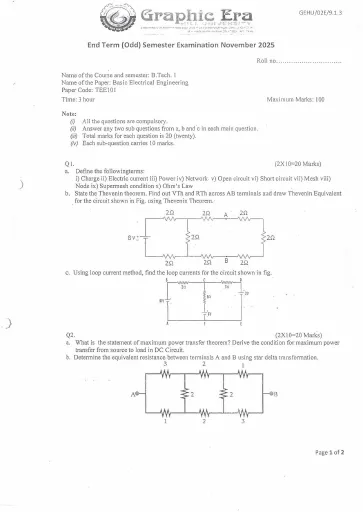 GEHU/02E/9.1.3
Graphic Era
HILL UNIVERSITY
End Term (Odd) Semester Examination November 2025
Roll no...............................
Name of the Course and semester: B.Tech. 1
Name of the Paper: Basic Electrical Engineering
Paper Code: TEE101
Time: 3 hour Maximum Marks: 100
Note:
(i) All the questions are compulsory.
(ii) Answer any two sub questions from a, b and c in each main question.
(iii) Total marks for each question is 20 (twenty).
(iv) Each sub-question carries 10 marks.
Q1. (2X10=20 Marks)
a. Define the following terms:
i) Charge ii) Electric current iii) Power iv) Network v) Open circuit vi) Short circuit vii) Mesh viii)
Node ix) Supermesh condition x) Ohm's Law
b. State the Thevenin theorem. Find out VTh and RTh across AB terminals and draw Thevenin Equivalent
for the circuit shown in Fig. using Thevenin Theorem.
2Ω 2Ω A 2Ω
8 v 2Ω 2Ω
2Ω 2Ω B 2Ω
c. Using loop current method, find the loop currents for the circuit shown in fig.
Q2. (2X10=20 Marks)
a. What is the statement of maximum power transfer theorem? Derive the condition for maximum power
transfer from source to load in DC Circuit.
b. Determine the equivalent resistance between terminals A and B using star delta transformation.
3 2 1
A 2 2 B
1 2 3
Page 1 of 2